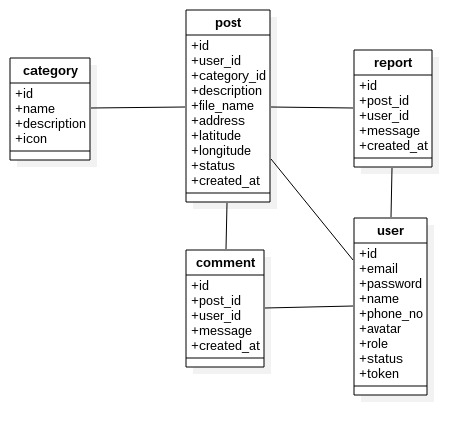 category
+id
+name
+description
+icon
post
+id
+user_id
+category_id
+description
+file_name
+address
+latitude
+longitude
+status
+created_at
report
+id
+post_id
+user_id
+message
+created_at
comment
+id
+post_id
+user_id
+message
+created_at
user
+id
+email
+password
+name
+phone_no
+avatar
+role
+status
+token